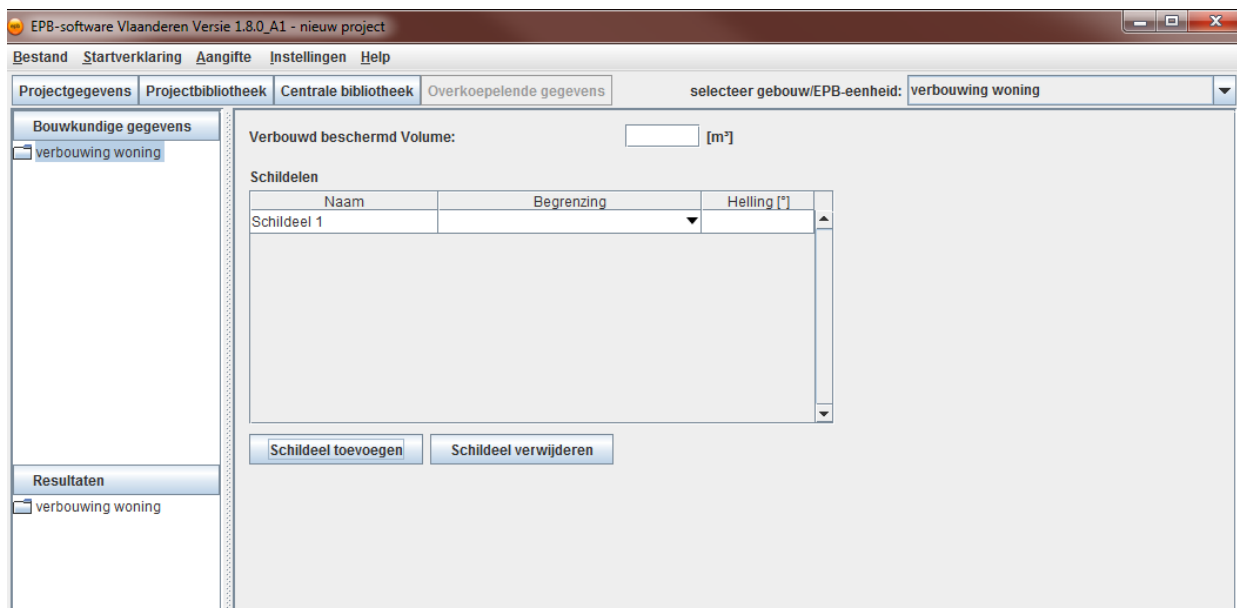 EPB-software Vlaanderen Versie 1.8.0_A1 - nieuw project
Bestand Startverklaring Aangifte Instellingen Help
Projectgegevens Projectbibliotheek Centrale bibliotheek Overkoepelende gegevens selecteer gebouw/EPB-eenheid: verbouwing woning
Bouwkundige gegevens
verbouwing woning
Verbouwd beschermd Volume: [m³]
Schildelen
Naam Begrenzing Helling [°]
Schildeel 1
Schildeel toevoegen Schildeel verwijderen
Resultaten
verbouwing woning